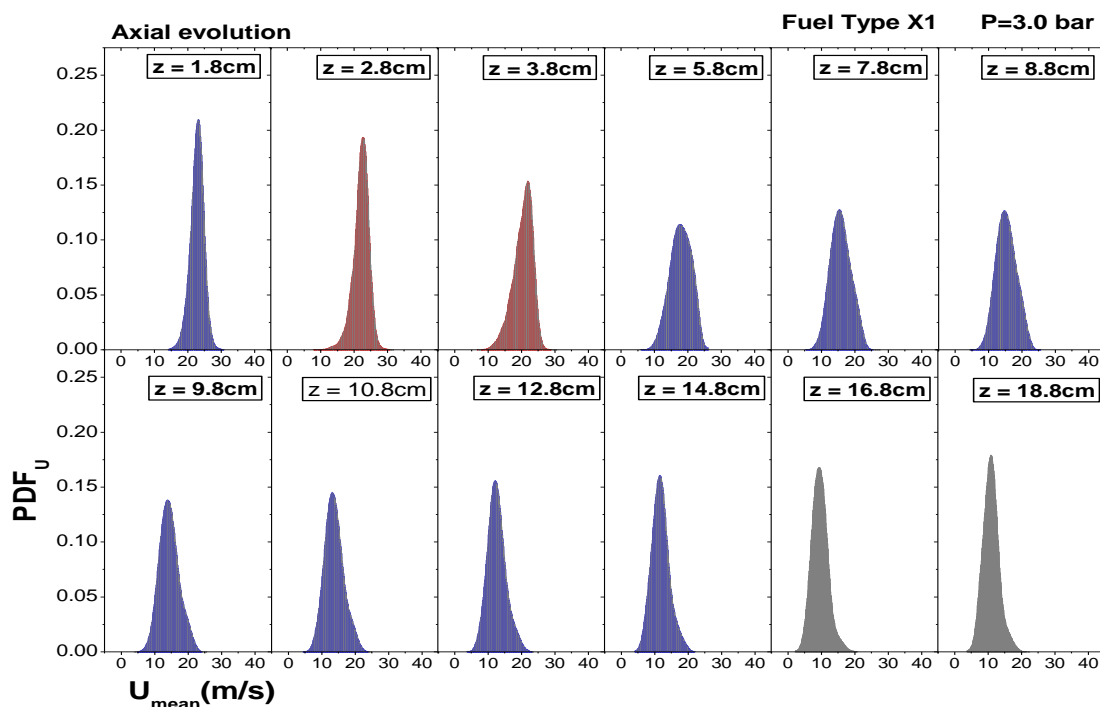 Axial evolution Fuel Type X1 P=3.0 bar
z = 1.8cm z = 2.8cm z = 3.8cm z = 5.8cm z = 7.8cm z = 8.8cm
0.25
0.20
0.15
0.10
0.05
0.00
0 10 20 30 40 0 10 20 30 40 0 10 20 30 40 0 10 20 30 40 0 10 20 30 40 0 10 20 30 40
z = 9.8cm z = 10.8cm z = 12.8cm z = 14.8cm z = 16.8cm z = 18.8cm
0.25
0.20
0.15
0.10
0.05
0.00
0 10 20 30 40 0 10 20 30 40 0 10 20 30 40 0 10 20 30 40 0 10 20 30 40 0 10 20 30 40
PDF_U
U_mean(m/s)